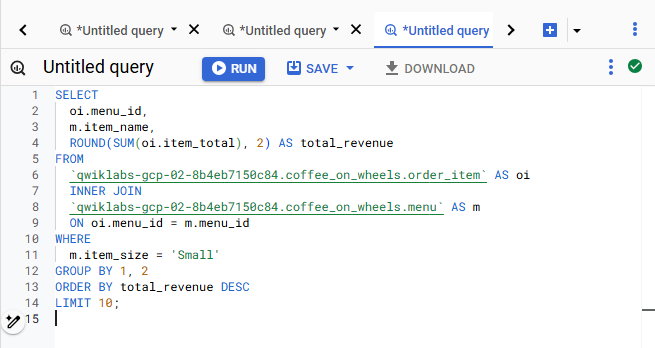 *Untitled query *Untitled query *Untitled query
Untitled query RUN SAVE DOWNLOAD
1 SELECT
2 oi.menu_id,
3 m.item_name,
4 ROUND(SUM(oi.item_total), 2) AS total_revenue
5 FROM
6 `qwiklabs-gcp-02-8b4eb7150c84.coffee_on_wheels.order_item` AS oi
7 INNER JOIN
8 `qwiklabs-gcp-02-8b4eb7150c84.coffee_on_wheels.menu` AS m
9 ON oi.menu_id = m.menu_id
10 WHERE
11 m.item_size = 'Small'
12 GROUP BY 1, 2
13 ORDER BY total_revenue DESC
14 LIMIT 10;
15